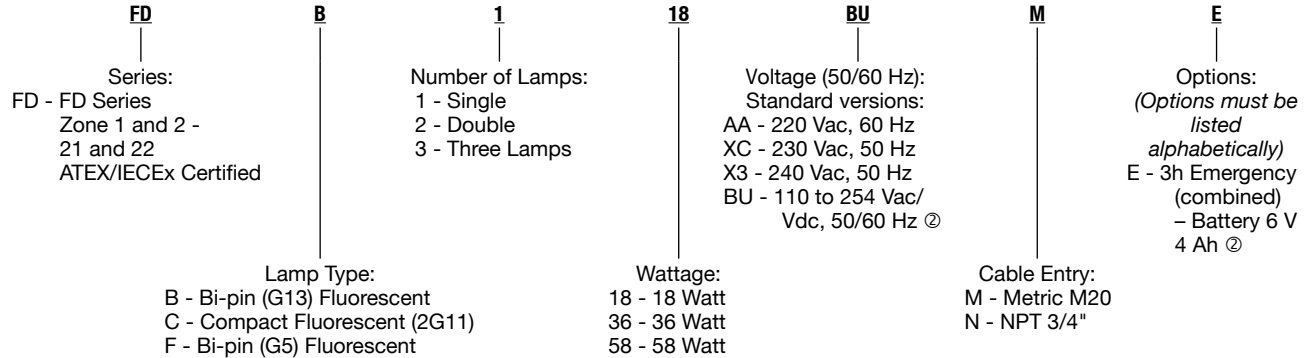 FD B 1 18 BU M E
Series:
FD - FD Series
Zone 1 and 2 -
21 and 22
ATEX/IECEx Certified
Number of Lamps:
1 - Single
2 - Double
3 - Three Lamps
Voltage (50/60 Hz):
Standard versions:
AA - 220 Vac, 60 Hz
XC - 230 Vac, 50 Hz
X3 - 240 Vac, 50 Hz
BU - 110 to 254 Vac/
Vdc, 50/60 Hz ②
Options:
(Options must be
listed
alphabetically)
E - 3h Emergency
(combined)
– Battery 6 V
4 Ah ②
Lamp Type:
B - Bi-pin (G13) Fluorescent
C - Compact Fluorescent (2G11)
F - Bi-pin (G5) Fluorescent
Wattage:
18 - 18 Watt
36 - 36 Watt
58 - 58 Watt
Cable Entry:
M - Metric M20
N - NPT 3/4"